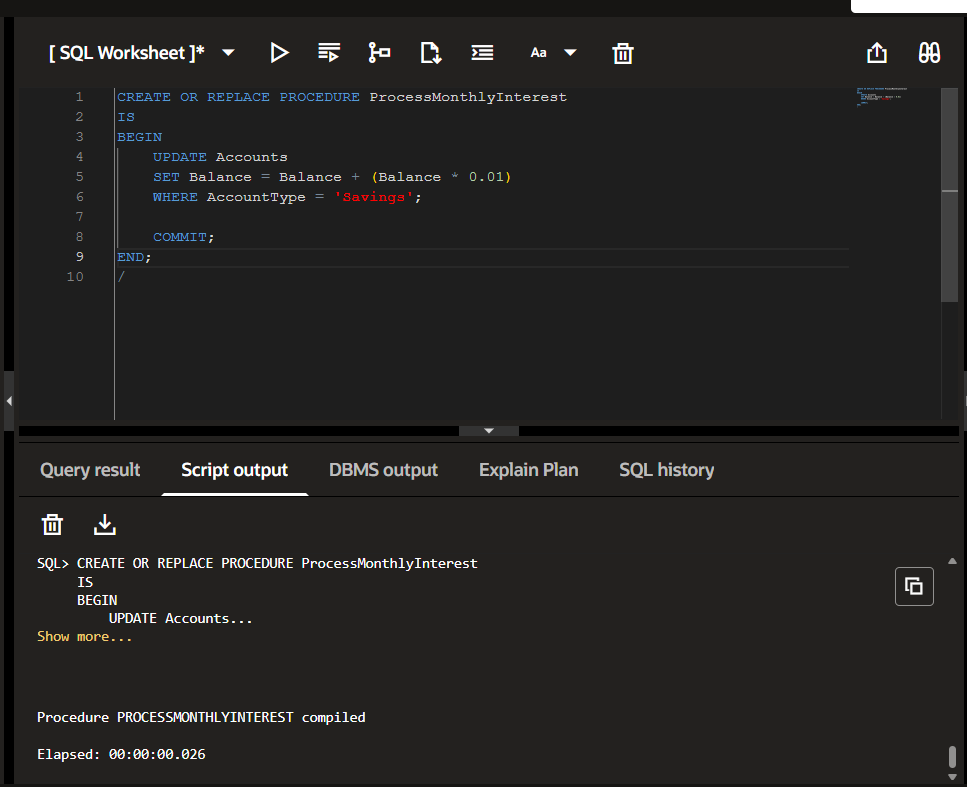 [ SQL Worksheet ]*
Aa
1 CREATE OR REPLACE PROCEDURE ProcessMonthlyInterest
2 IS
3 BEGIN
4 UPDATE Accounts
5 SET Balance = Balance + (Balance * 0.01)
6 WHERE AccountType = 'Savings';
7
8 COMMIT;
9 END;
10 /
Query result Script output DBMS output Explain Plan SQL history
SQL> CREATE OR REPLACE PROCEDURE ProcessMonthlyInterest
IS
BEGIN
UPDATE Accounts...
Show more...
Procedure PROCESSMONTHLYINTEREST compiled
Elapsed: 00:00:00.026